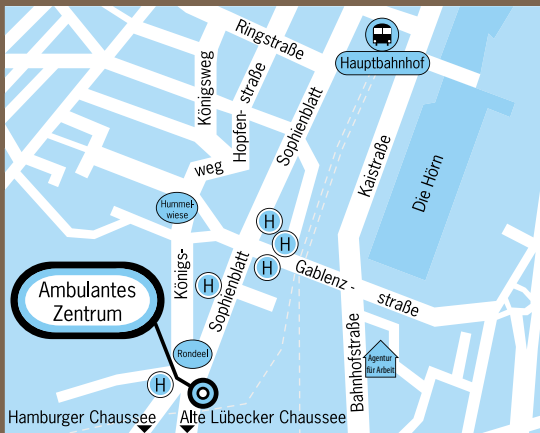 Ringstraße
Hauptbahnhof
Königsweg
Hopfen-
straße
Sophienblatt
Kaistraße
Die Hörn
weg
Hummel-
wiese
H
H
H
Gablenz-
straße
H
Königs-
Sophienblatt
Ambulantes
Zentrum
Bahnhofstraße
Rondeel
Agentur
für Arbeit
H
Hamburger Chaussee
Alte Lübecker Chaussee